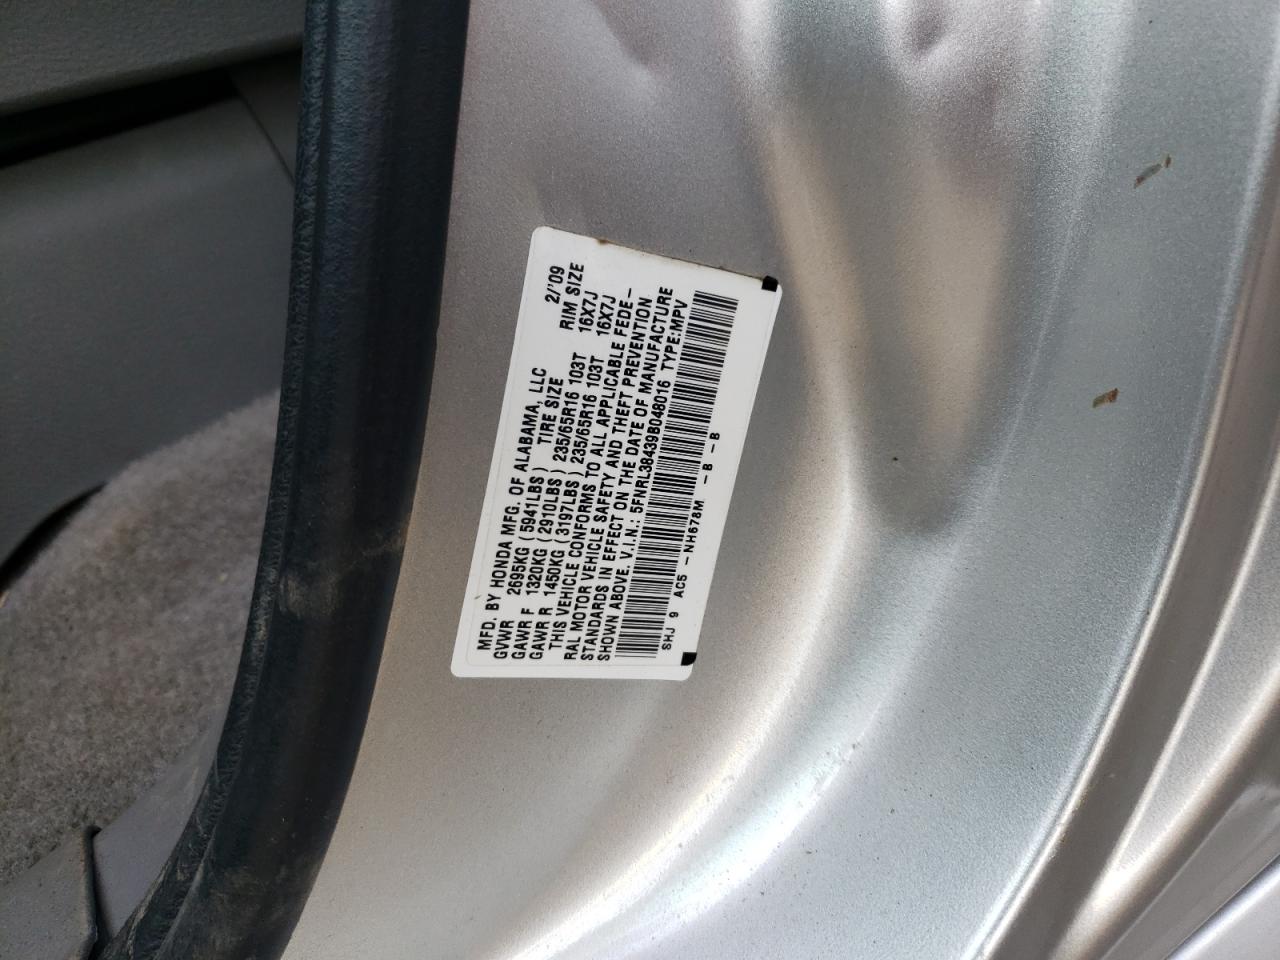 MFD. BY HONDA MFG. OF ALABAMA, LLC 2/'09
GVWR 2695KG (5941LBS) TIRE SIZE RIM SIZE
GAWR F 1320KG (2910LBS) 235/65R16 103T 16X7J
GAWR R 1450KG (3197LBS) 235/65R16 103T 16X7J
THIS VEHICLE CONFORMS TO ALL APPLICABLE FEDE-
RAL MOTOR VEHICLE SAFETY AND THEFT PREVENTION
STANDARDS IN EFFECT ON THE DATE OF MANUFACTURE
SHOWN ABOVE. V.I.N.: 5FNRL38439B048016 TYPE:MPV
SHJ 9 AC5 -NH678M -B -B